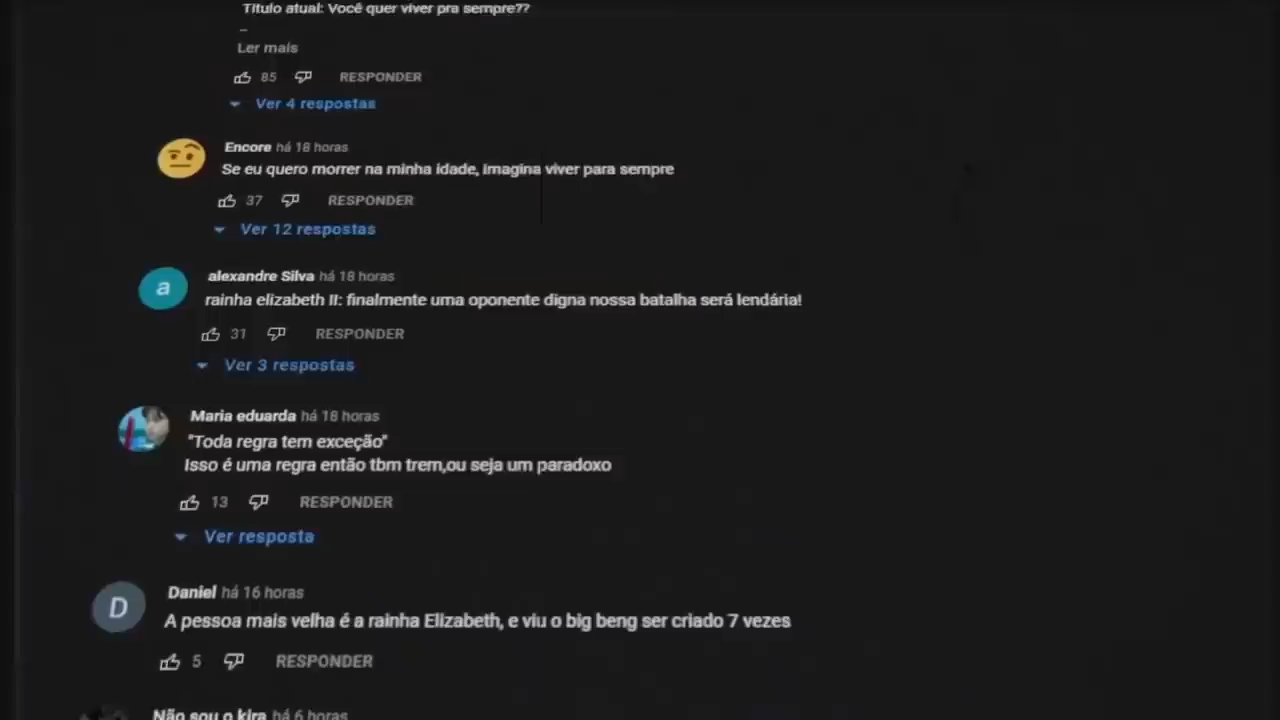 Título atual: Você quer viver pra sempre??
_
Ler mais
85 RESPONDER
Ver 4 respostas
Encore há 18 horas
Se eu quero morrer na minha idade, imagina viver para sempre
37 RESPONDER
Ver 12 respostas
a
alexandre Silva há 18 horas
rainha elizabeth II: finalmente uma oponente digna nossa batalha será lendária!
31 RESPONDER
Ver 3 respostas
Maria eduarda há 18 horas
"Toda regra tem exceção"
Isso é uma regra então tbm trem,ou seja um paradoxo
13 RESPONDER
Ver resposta
D
Daniel há 16 horas
A pessoa mais velha é a rainha Elizabeth, e viu o big beng ser criado 7 vezes
5 RESPONDER
Não sou o kira há 6 horas